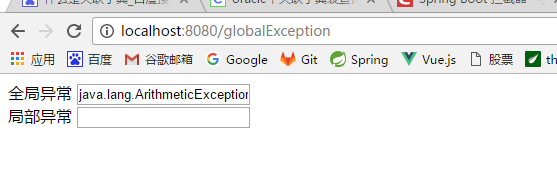 localhost:8080/globalException
应用 百度 谷歌邮箱 Google Git Spring Vue.js 股票
全局异常 java.lang.ArithmeticException
局部异常